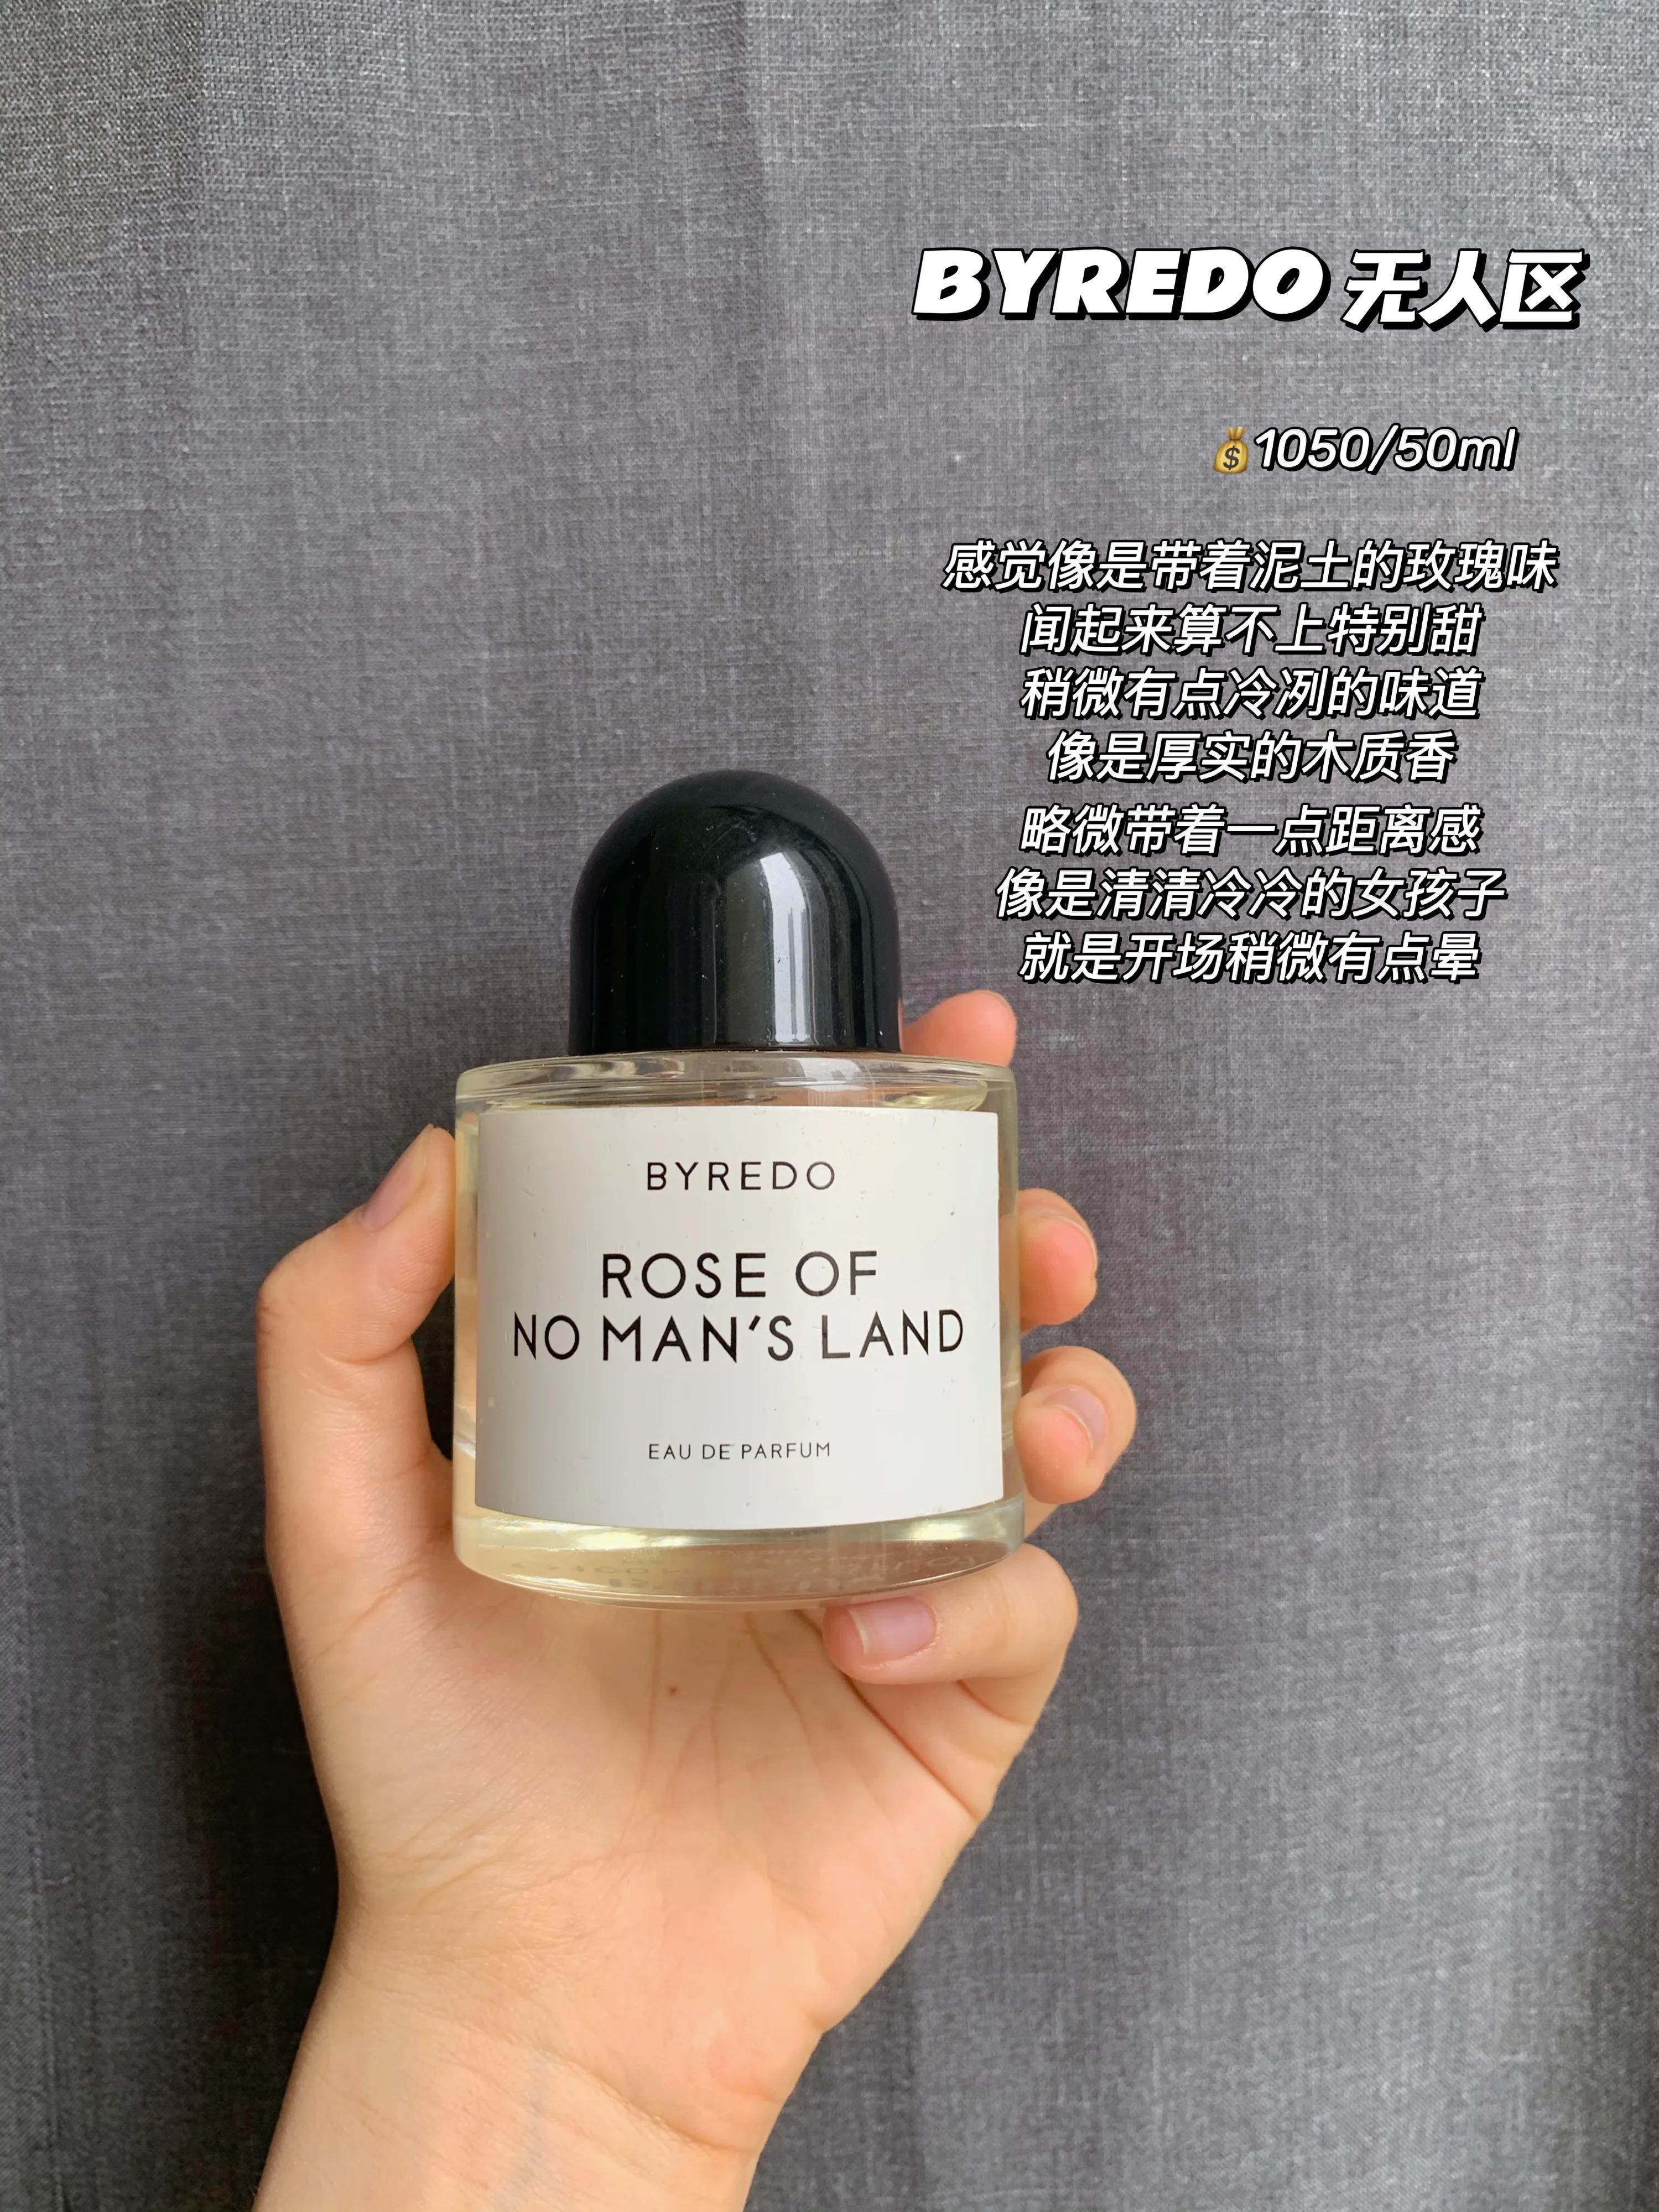 BYREDO 无人区
💰1050/50ml
感觉像是带着泥土的玫瑰味
闻起来算不上特别甜
稍微有点冷冽的味道
像是厚实的木质香
略微带着一点距离感
像是清清冷冷的女孩子
就是开场稍微有点晕
BYREDO
ROSE OF
NO MAN'S LAND
EAU DE PARFUM